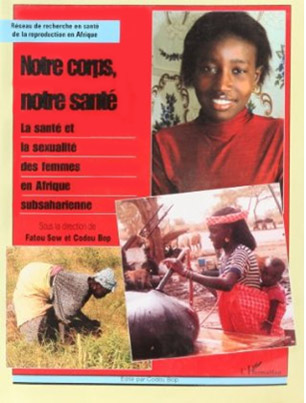 Réseau de recherche en santé
de la reproduction en Afrique
Notre corps,
notre santé
La santé et
la sexualité
des femmes
en Afrique
subsaharienne
Sous la direction de
Fatou Sow et Codou Bop
L'Harmattan
Édité par Codou Bop